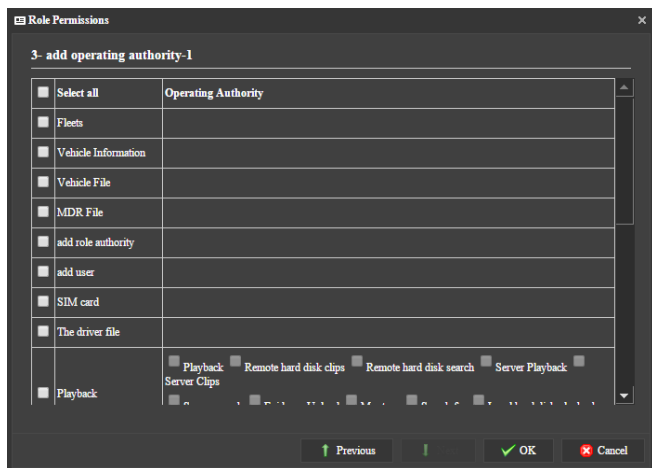 Role Permissions
3- add operating authority-1
Select all Operating Authority
Fleets
Vehicle Information
Vehicle File
MDR File
add role authority
add user
SIM card
The driver file
Playback Remote hard disk clips Remote hard disk search Server Playback
Server Clips
Playback
Previous OK Cancel